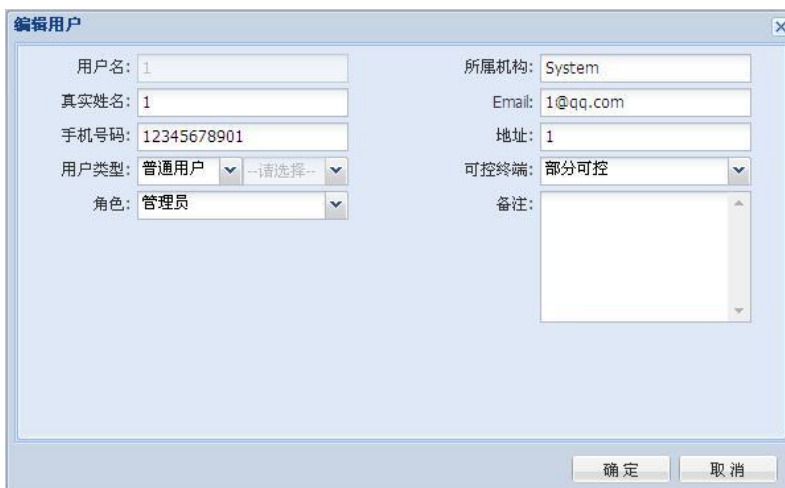 编辑用户
用户名: 1 所属机构: System
真实姓名: 1 Email: 1@qq.com
手机号码: 12345678901 地址: 1
用户类型: 普通用户 --请选择-- 可控终端: 部分可控
角色: 管理员 备注:
确定 取消